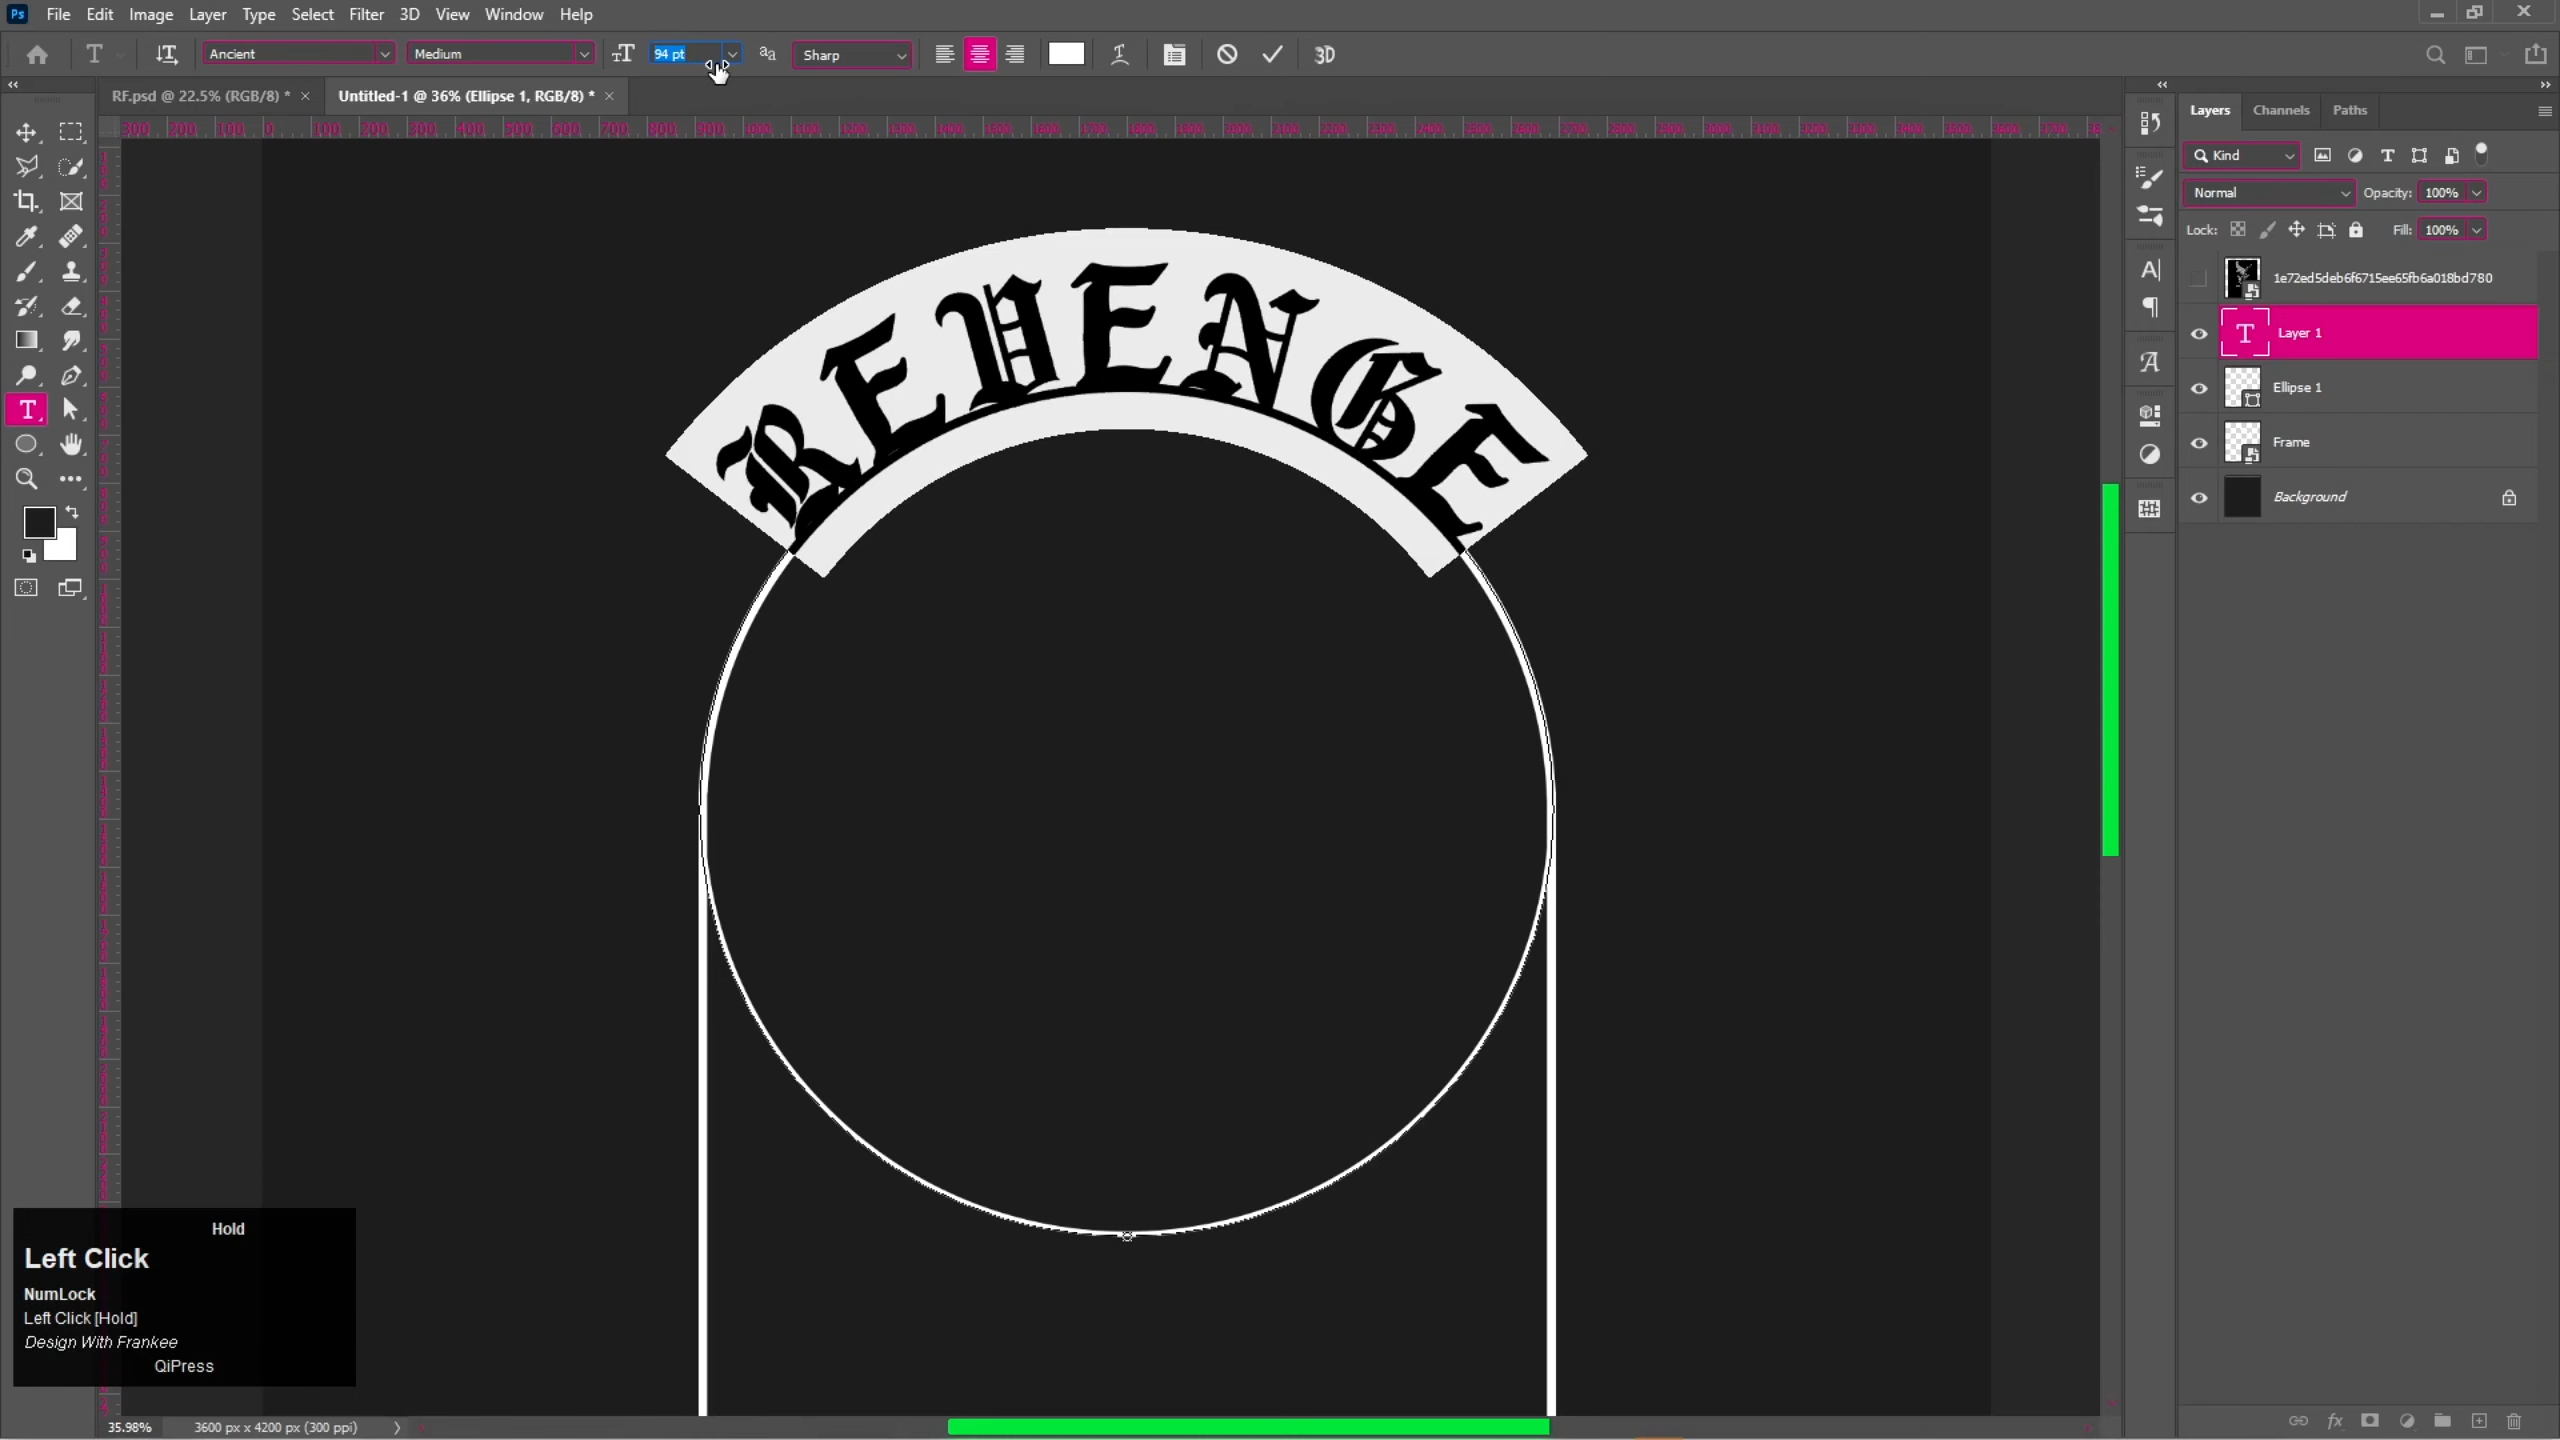 Ps File Edit Image Layer Type Select Filter 3D View Window Help
Ancient Medium 94 pt Sharp 3D
RF.psd @ 22.5% (RGB/8) * × Untitled-1 @ 36% (Ellipse 1, RGB/8) * ×
Layers Channels Paths
Kind
Normal Opacity: 100%
Lock: Fill: 100%
1e72ed5deb6f6715ee65fb6a018bd780
Layer 1
Ellipse 1
Frame
Background
REVENGE
Hold
Left Click
NumLock
Left Click [Hold]
Design With Frankee
QiPress
35.98% 3600 px x 4200 px (300 ppi)